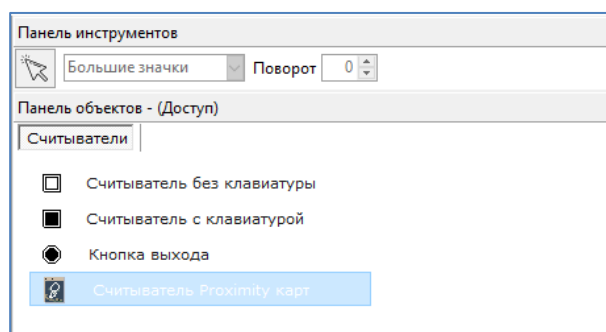 Панель инструментов
Большие значки Поворот 0
Панель объектов - (Доступ)
Считыватели
Считыватель без клавиатуры
Считыватель с клавиатурой
Кнопка выхода
Считыватель Proximity карт